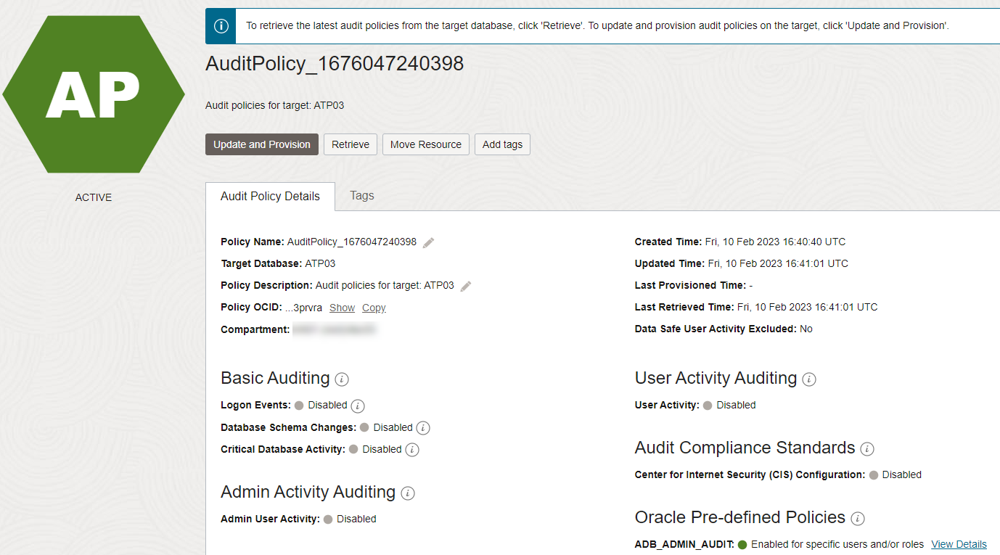 AP
ACTIVE
To retrieve the latest audit policies from the target database, click 'Retrieve'. To update and provision audit policies on the target, click 'Update and Provision'.
AuditPolicy_1676047240398
Audit policies for target: ATP03
Update and Provision Retrieve Move Resource Add tags
Audit Policy Details Tags
Policy Name: AuditPolicy_1676047240398
Target Database: ATP03
Policy Description: Audit policies for target: ATP03
Policy OCID: ...3prvra Show Copy
Compartment:
Created Time: Fri, 10 Feb 2023 16:40:40 UTC
Updated Time: Fri, 10 Feb 2023 16:41:01 UTC
Last Provisioned Time: -
Last Retrieved Time: Fri, 10 Feb 2023 16:41:01 UTC
Data Safe User Activity Excluded: No
Basic Auditing
Logon Events: Disabled
Database Schema Changes: Disabled
Critical Database Activity: Disabled
Admin Activity Auditing
Admin User Activity: Disabled
User Activity Auditing
User Activity: Disabled
Audit Compliance Standards
Center for Internet Security (CIS) Configuration: Disabled
Oracle Pre-defined Policies
ADB_ADMIN_AUDIT: Enabled for specific users and/or roles View Details